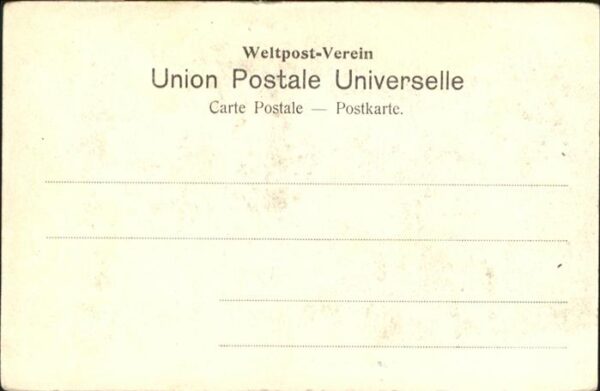 Weltpost-Verein
Union Postale Universelle
Carte Postale — Postkarte.